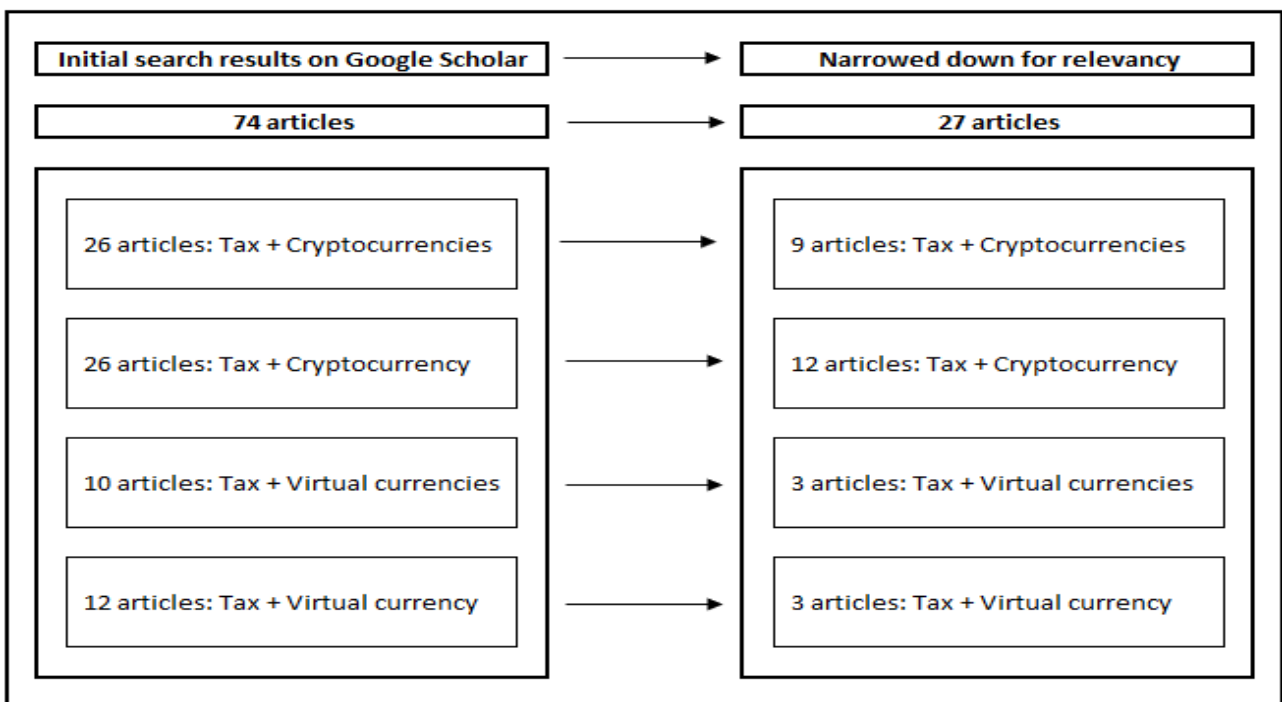 Initial search results on Google Scholar
Narrowed down for relevancy
74 articles
27 articles
26 articles: Tax + Cryptocurrencies
9 articles: Tax + Cryptocurrencies
26 articles: Tax + Cryptocurrency
12 articles: Tax + Cryptocurrency
10 articles: Tax + Virtual currencies
3 articles: Tax + Virtual currencies
12 articles: Tax + Virtual currency
3 articles: Tax + Virtual currency